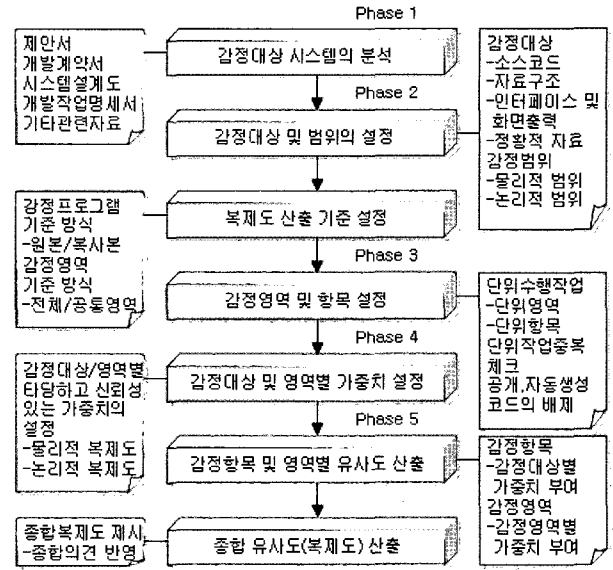 Phase 1
제안서
개발계약서
시스템설계도
개발작업명세서
기타관련자료
감정대상 시스템의 분석
감정대상
-소스코드
-자료구조
-인터페이스 및
화면출력
-정황적 자료
감정범위
-물리적 범위
-논리적 범위
Phase 2
감정대상 및 범위의 설정
감정프로그램
기준 방식
-원본/복사본
감정영역
기준 방식
-전체/공통영역
복제도 산출 기준 설정
Phase 3
감정영역 및 항목 설정
단위수행작업
-단위영역
-단위항목
단위작업중복
체크
공개,자동생성
코드의 배제
Phase 4
감정대상/영역별
타당하고 신뢰성
있는 가중치의
설정
-물리적 복제도
-논리적 복제도
감정대상 및 영역별 가중치 설정
Phase 5
감정항목 및 영역별 유사도 산출
감정항목
-감정대상별
가중치 부여
감정영역
-감정영역별
가중치 부여
종합복제도 제시
-종합의견 반영
종합 유사도(복제도) 산출